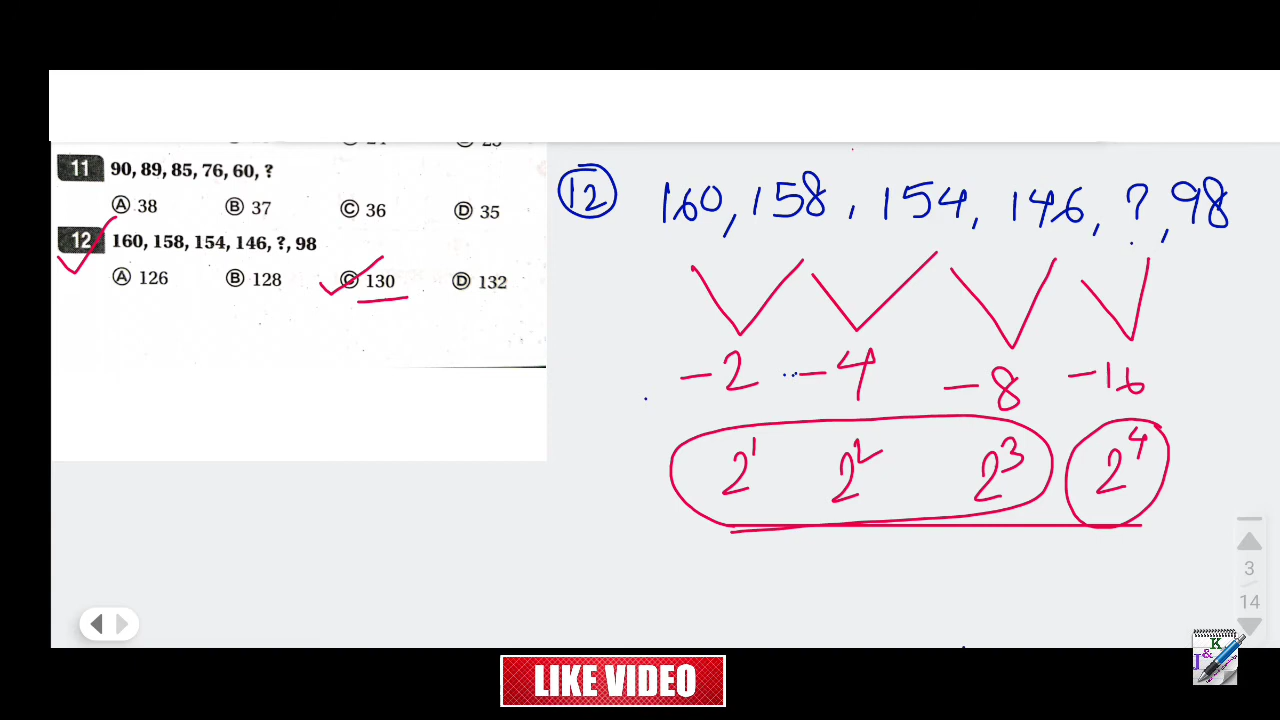 11 90, 89, 85, 76, 60, ?
Ⓐ 38 Ⓑ 37 Ⓒ 36 Ⓓ 35
12 160, 158, 154, 146, ?, 98
Ⓐ 126 Ⓑ 128 Ⓒ 130 Ⓓ 132
⑫ 160, 158, 154, 146, ?, 98
-2 -4 -8 -16
2¹ 2² 2³ 2⁴
3
14
J&K
LIKE VIDEO